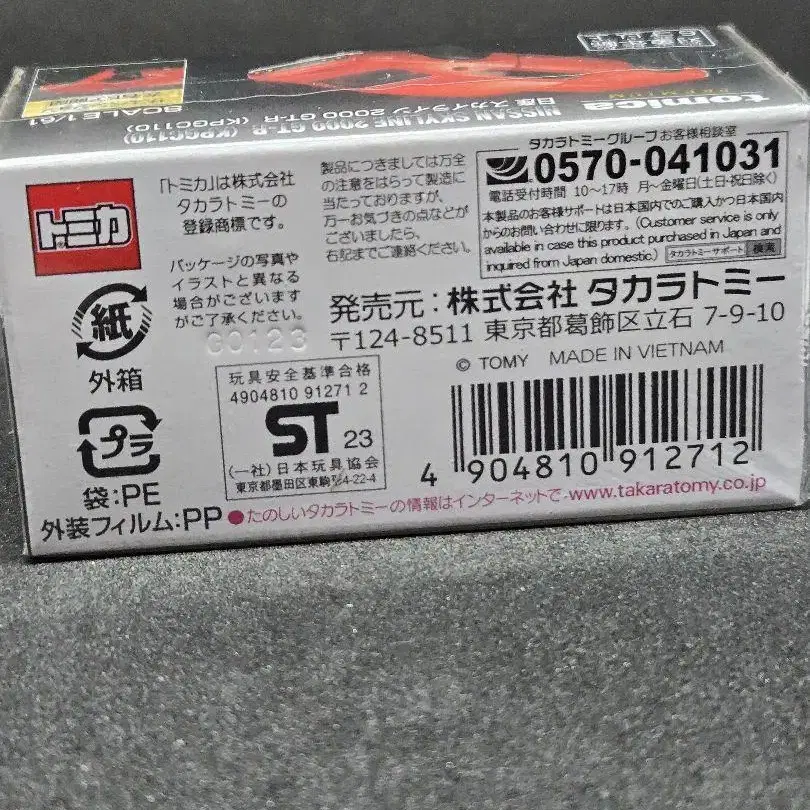 tomica
PREMIUM
日産 スカイライン 2000 GT-R (KPGC110)
NISSAN SKYLINE 2000 GT-R (KPGC110)
SCALE 1/61
トミカ
「トミカ」は株式会社
タカラトミーの
登録商標です。
パッケージの写真や
イラストと異なる
場合がございます
がご了承ください。
製品につきましては万全
の注意をはらって製造に
当たっておりますが、
万一お気づきの点などが
ございましたら、
右記までご連絡ください。
タカラトミーグループお客様相談室
0570-041031
電話受付時間 10〜17時 月〜金曜日(土日・祝日除く)
本製品のお客様サポートは日本国内でのご購入かつ日本国内
からのお問い合わせに限ります。(Customer service is only
available in case this product purchased in Japan and
inquired from Japan domestic.) タカラトミーサポート 検索
発売元:株式会社 タカラトミー
〒124-8511 東京都葛飾区立石 7-9-10
© TOMY MADE IN VIETNAM
紙
外箱
プラ
袋:PE
外装フィルム:PP
玩具安全基準合格
4904810 91271 2
ST 23
(一社)日本玩具協会
東京都墨田区東駒形4-22-4
4 904810 912712
●たのしいタカラトミーの情報はインターネットで www.takaratomy.co.jp